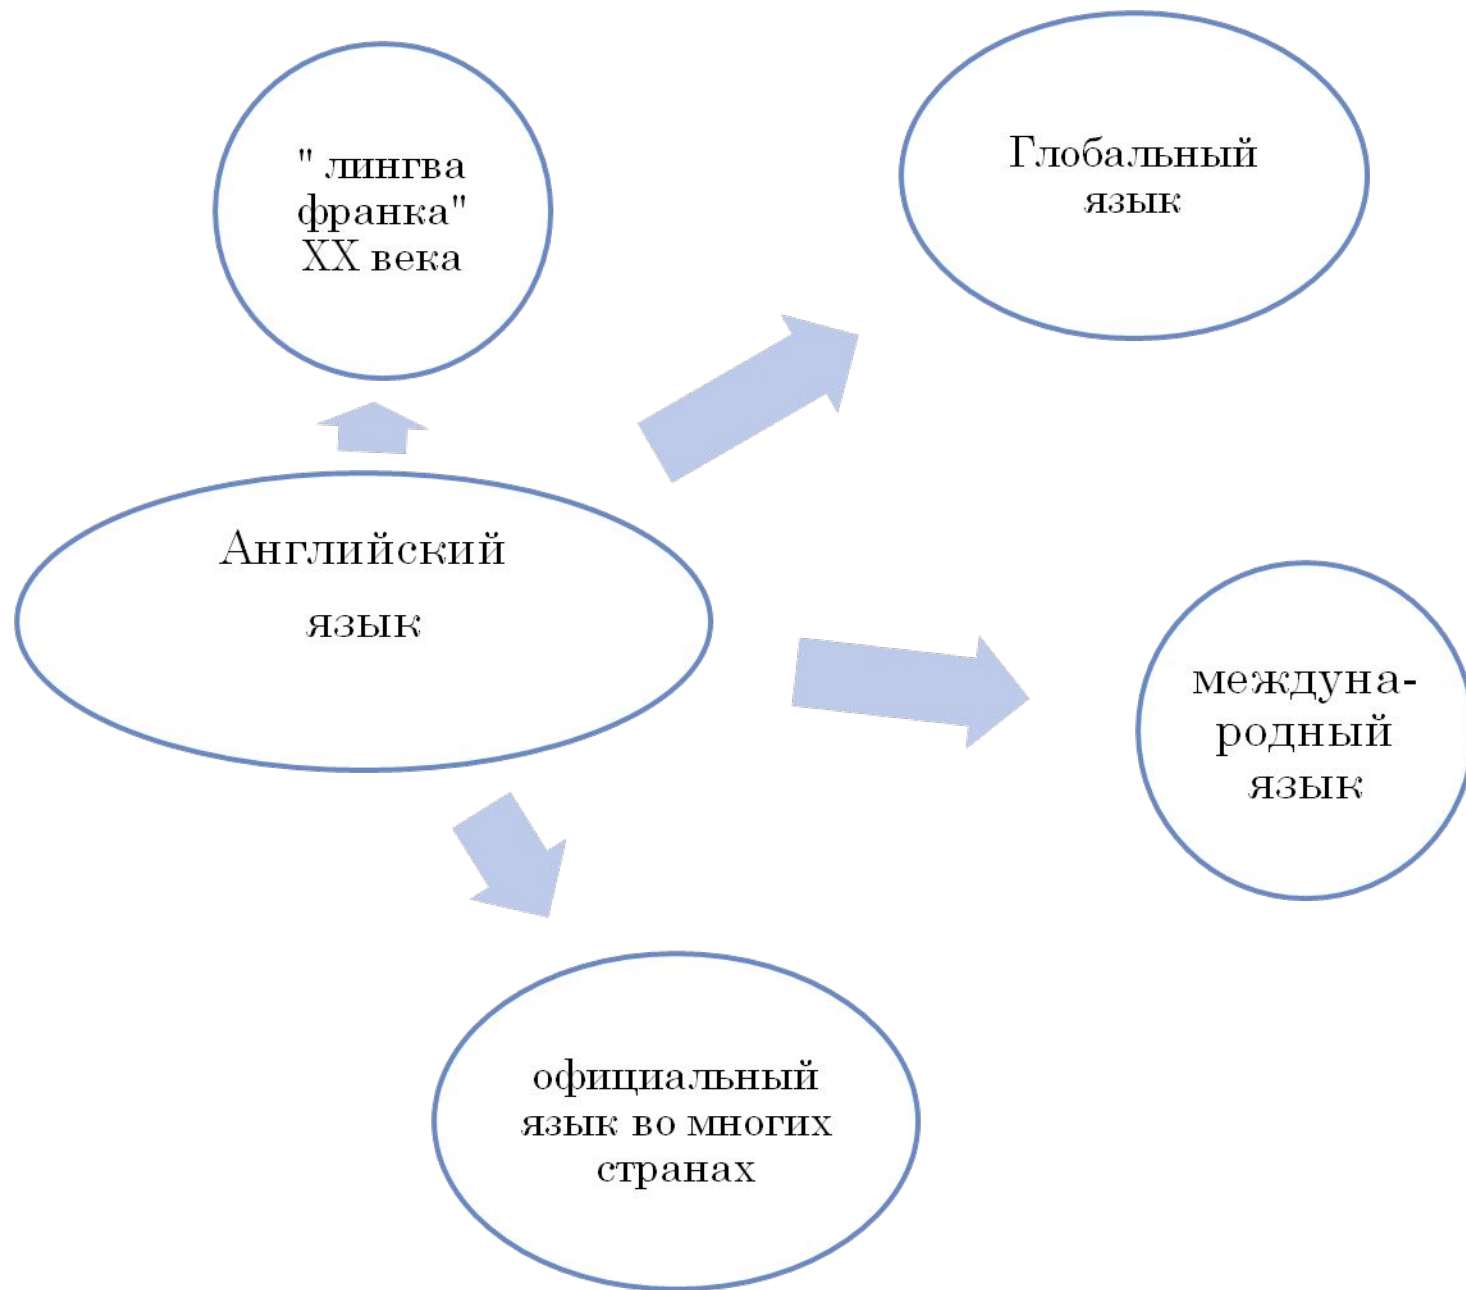 " лингва
франка"
XX века
Глобальный
язык
Английский
язык
междуна-
родный
язык
официальный
язык во многих
странах